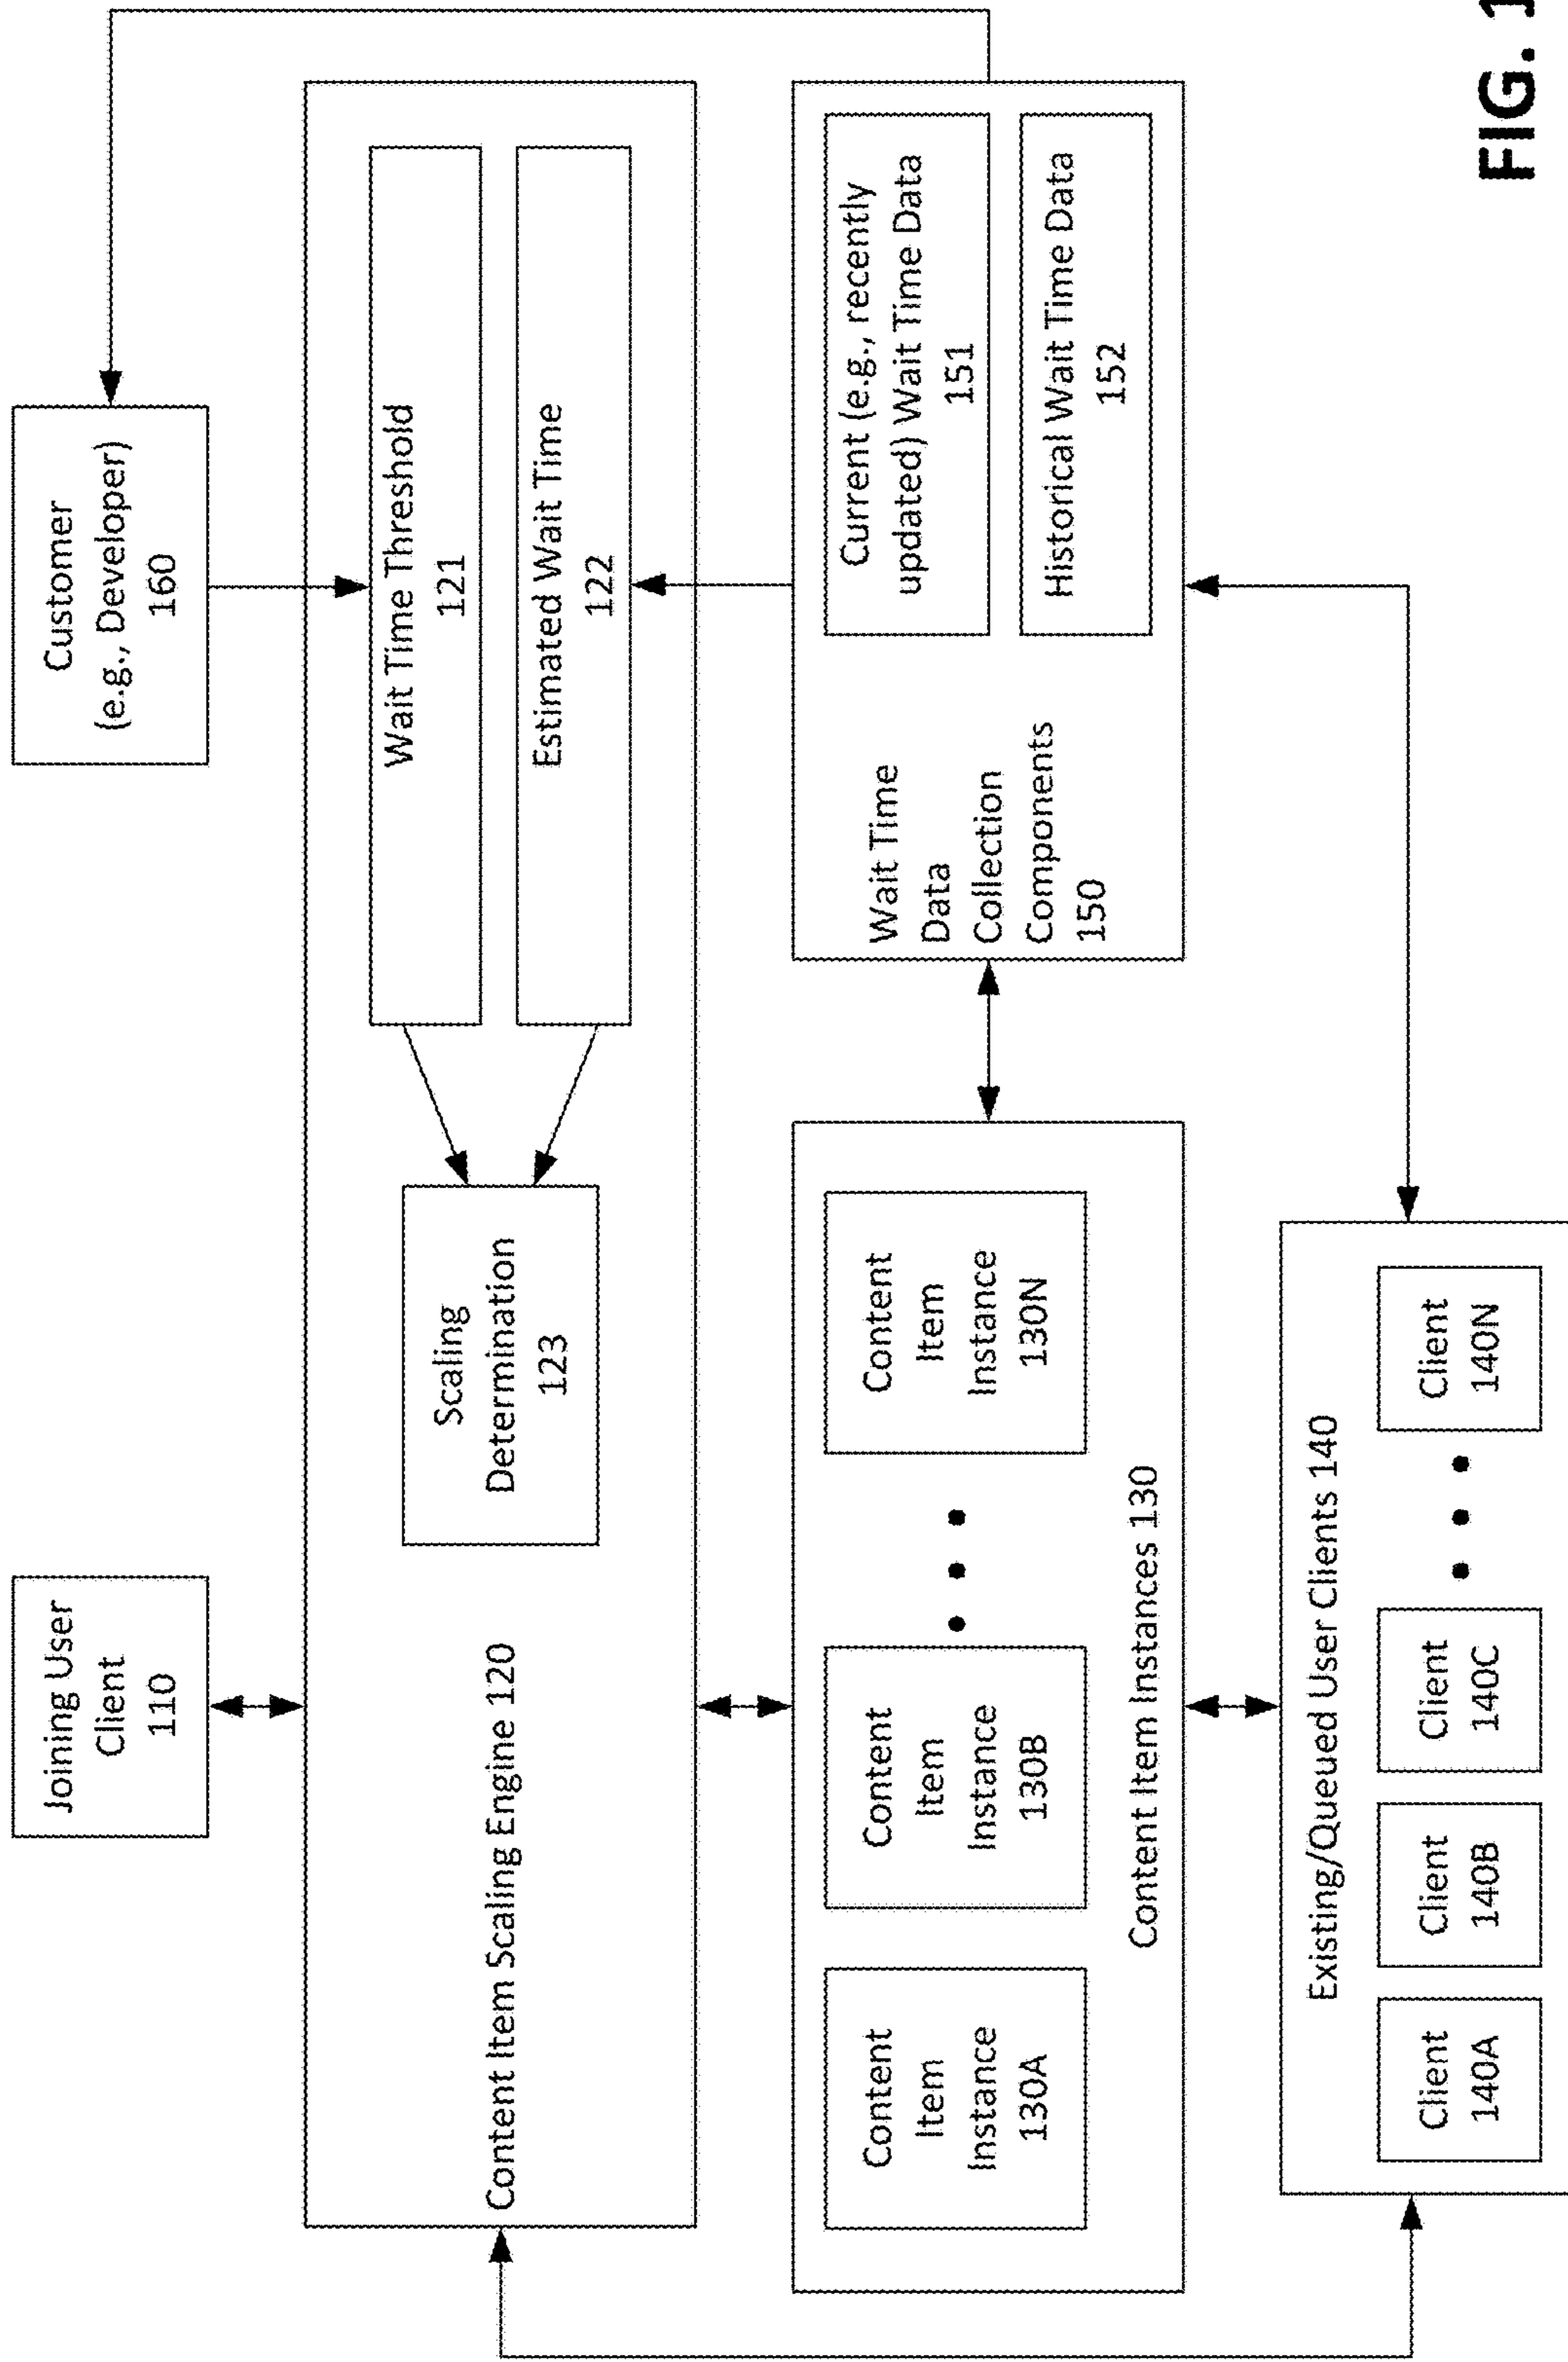 Joining User
Client
110
Customer
(e.g., Developer)
160
Content Item Scaling Engine 120
Scaling
Determination
123
Wait Time Threshold
121
Estimated Wait Time
122
Content
Item
Instance
130A
Content
Item
Instance
130B
Content
Item
Instance
130N
Content Item Instances 130
Wait Time
Data
Collection
Components
150
Current (e.g., recently
updated) Wait Time Data
151
Historical Wait Time Data
152
Existing/Queued User Clients 140
Client
140A
Client
140B
Client
140C
Client
140N
FIG. 1